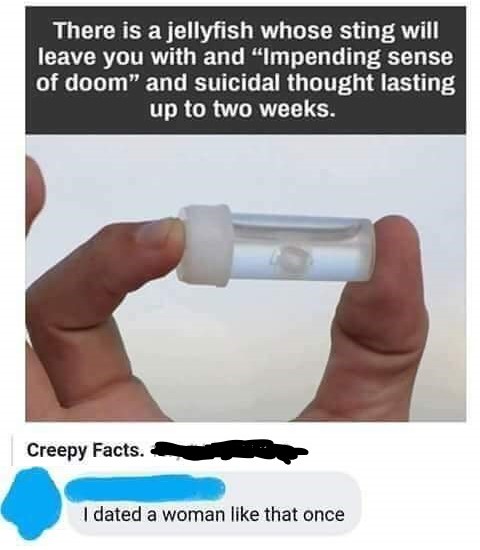 There is a jellyfish whose sting will
leave you with and “Impending sense
of doom” and suicidal thought lasting
up to two weeks.
Creepy Facts.
I dated a woman like that once